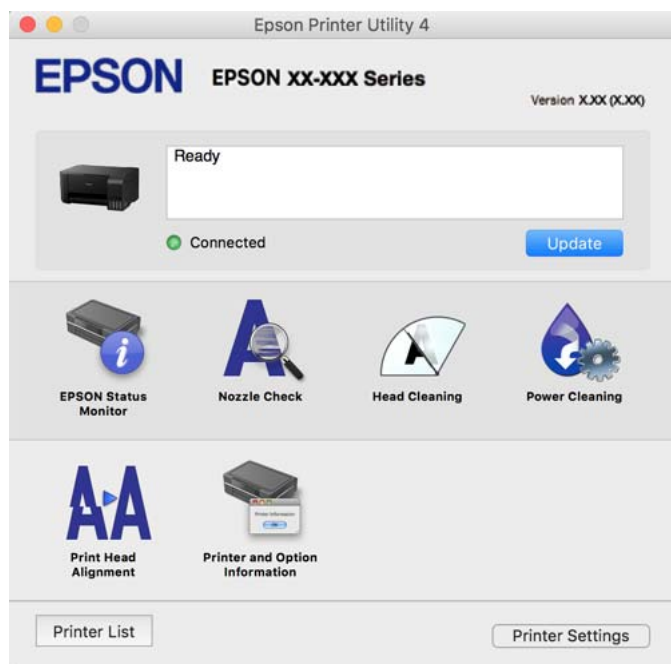 Epson Printer Utility 4
EPSON
EPSON XX-XXX Series
Version X.XX (X.XX)
Ready
Connected
Update
EPSON Status
Monitor
Nozzle Check
Head Cleaning
Power Cleaning
Print Head
Alignment
Printer and Option
Information
Printer List
Printer Settings